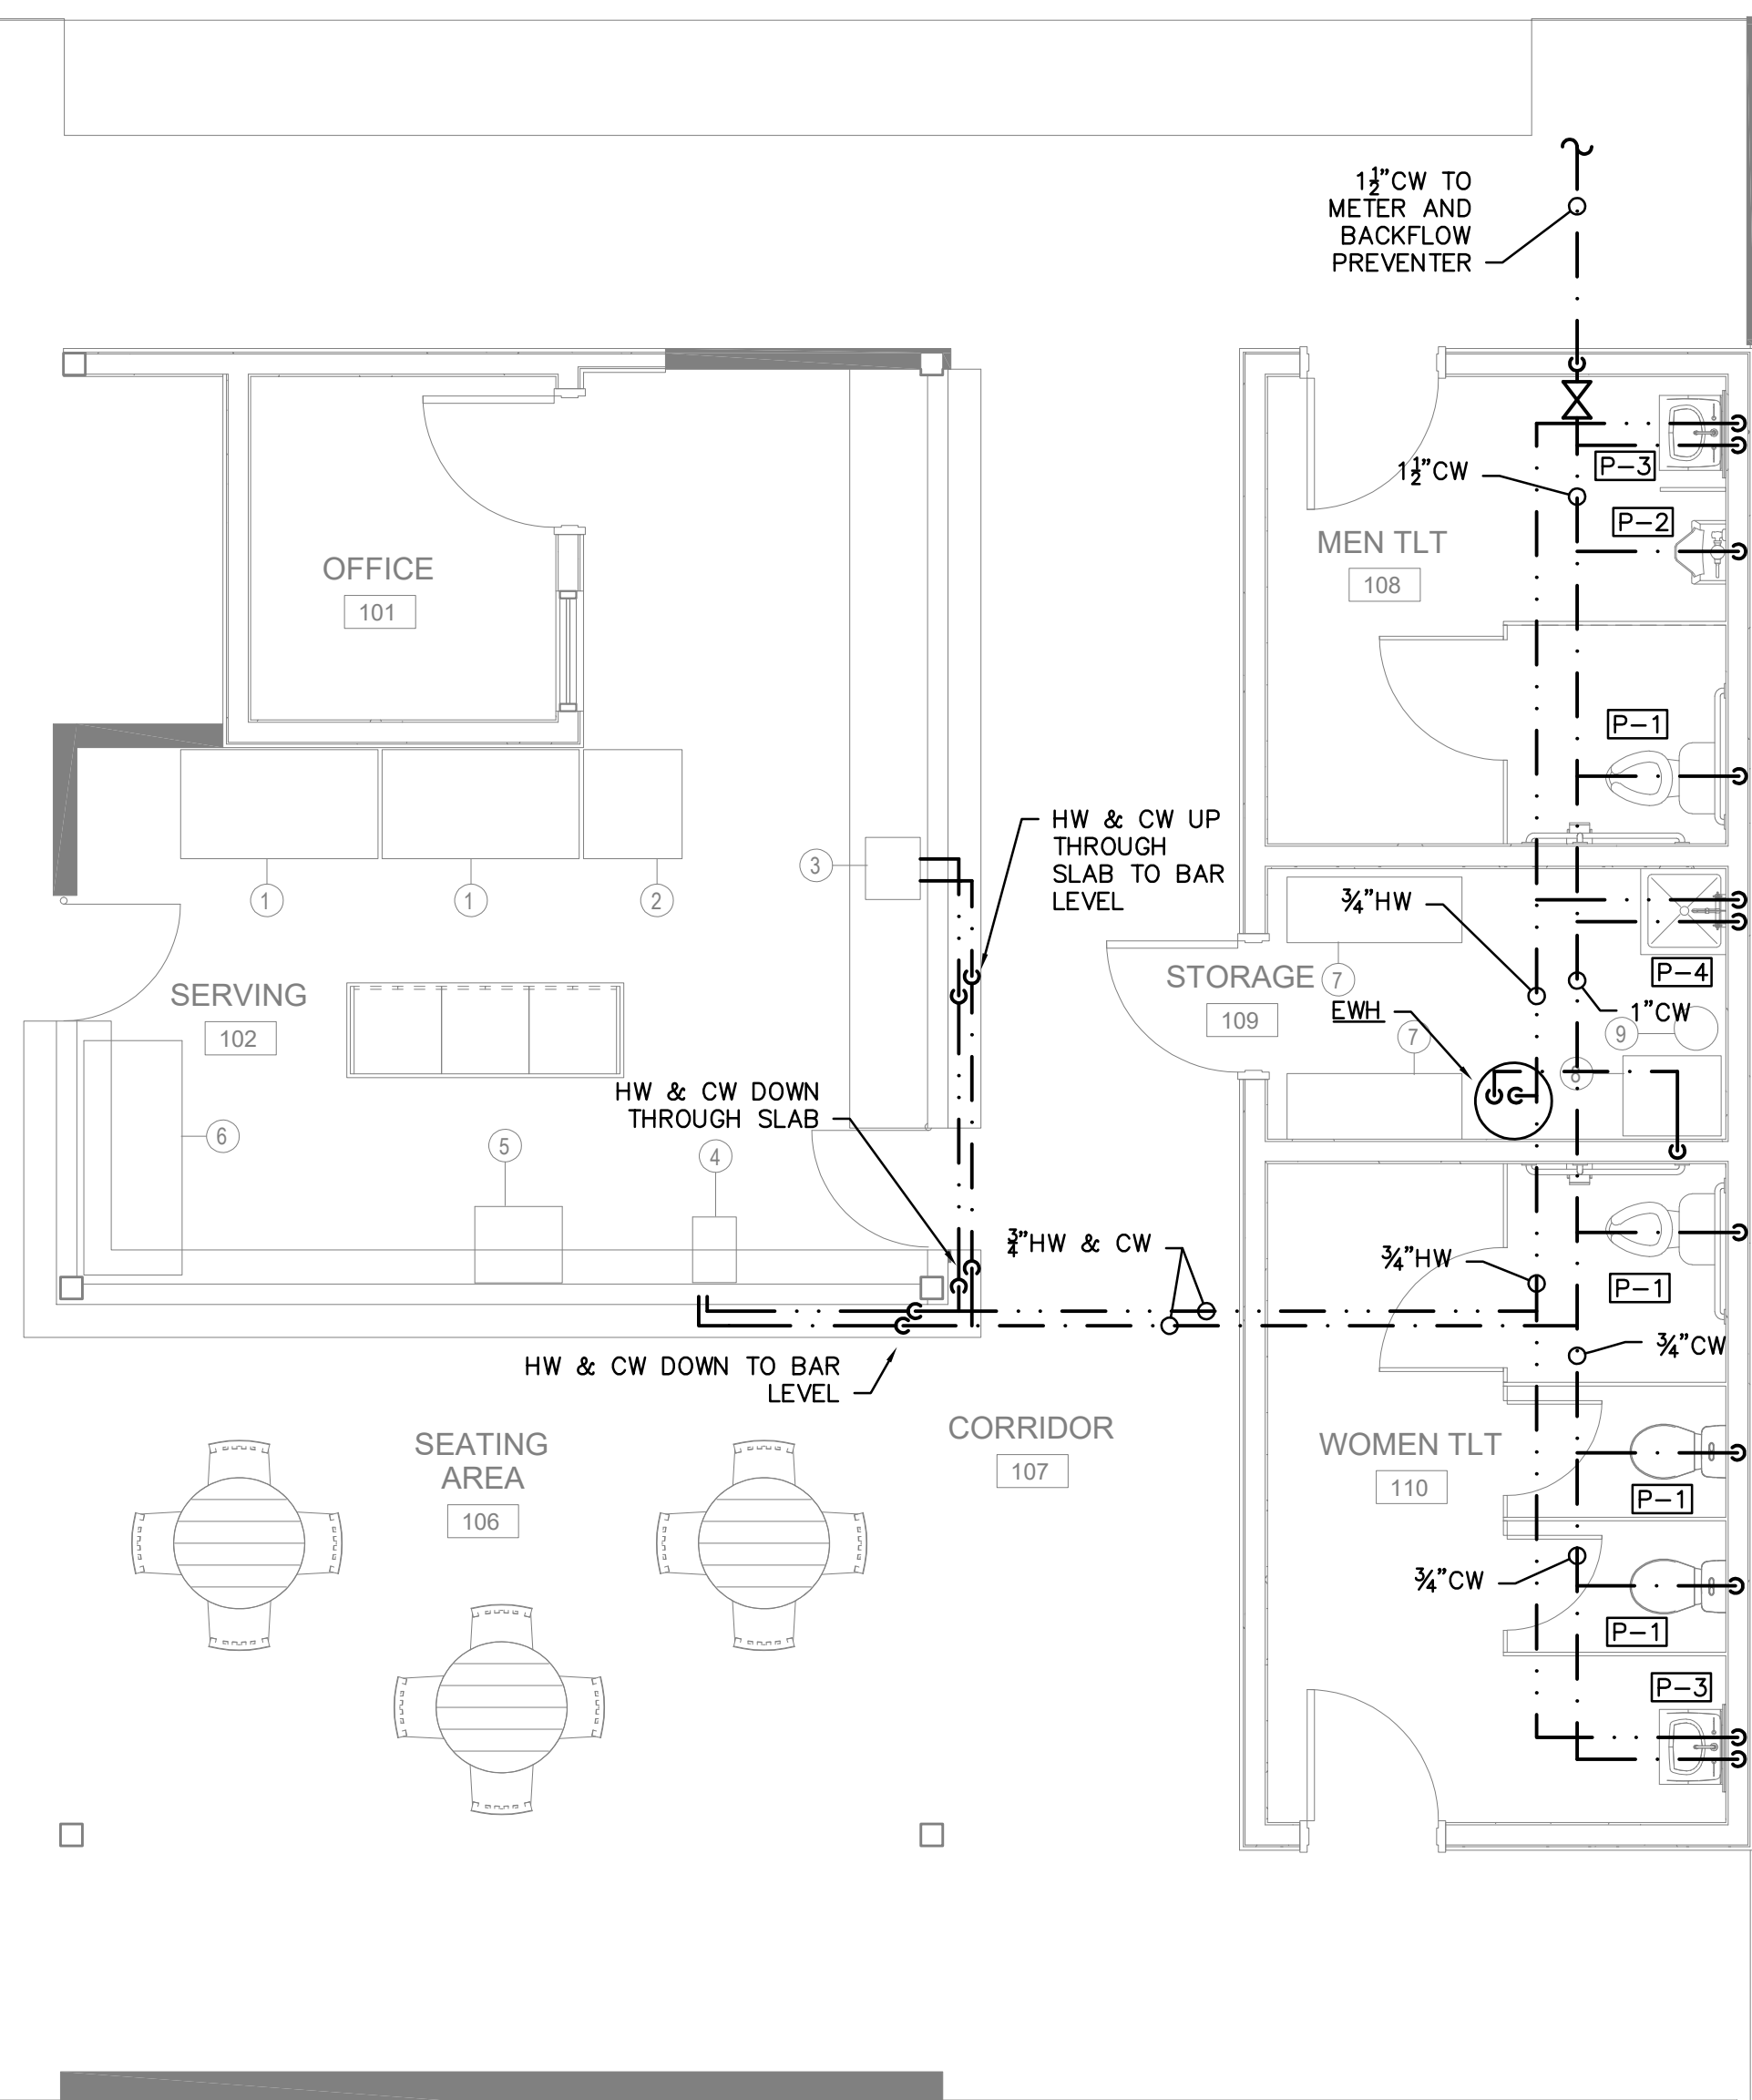 1½"CW TO
METER AND
BACKFLOW
PREVENTER
P-3
1½"CW
P-2
MEN TLT
108
OFFICE
101
P-1
HW & CW UP
THROUGH
SLAB TO BAR
LEVEL
3
1
1
2
¾"HW
P-4
STORAGE
7
109
SERVING
102
EWH
1"CW
9
7
HW & CW DOWN
THROUGH SLAB
6
5
4
¾"HW & CW
¾"HW
P-1
¾"CW
HW & CW DOWN TO BAR
LEVEL
CORRIDOR
107
SEATING
AREA
106
WOMEN TLT
110
P-1
¾"CW
P-1
P-3